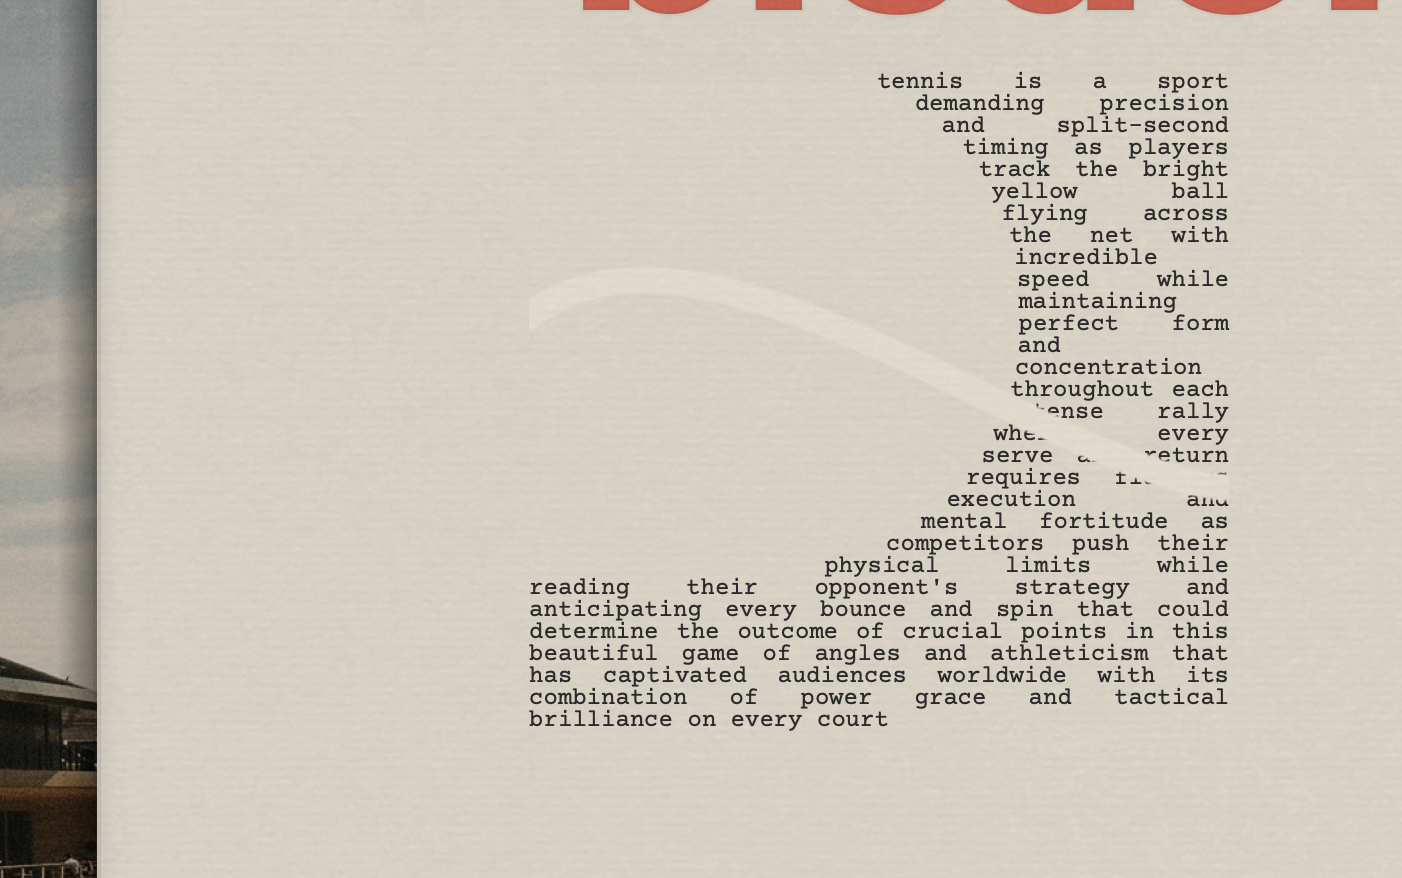 tennis is a sport
demanding precision
and split-second
timing as players
track the bright
yellow ball
flying across
the net with
incredible
speed while
maintaining
perfect form
and
concentration
throughout each
rally
every
serve return
requires
execution and
mental fortitude as
competitors push their
physical limits while
reading their opponent's strategy and
anticipating every bounce and spin that could
determine the outcome of crucial points in this
beautiful game of angles and athleticism that
has captivated audiences worldwide with its
combination of power grace and tactical
brilliance on every court